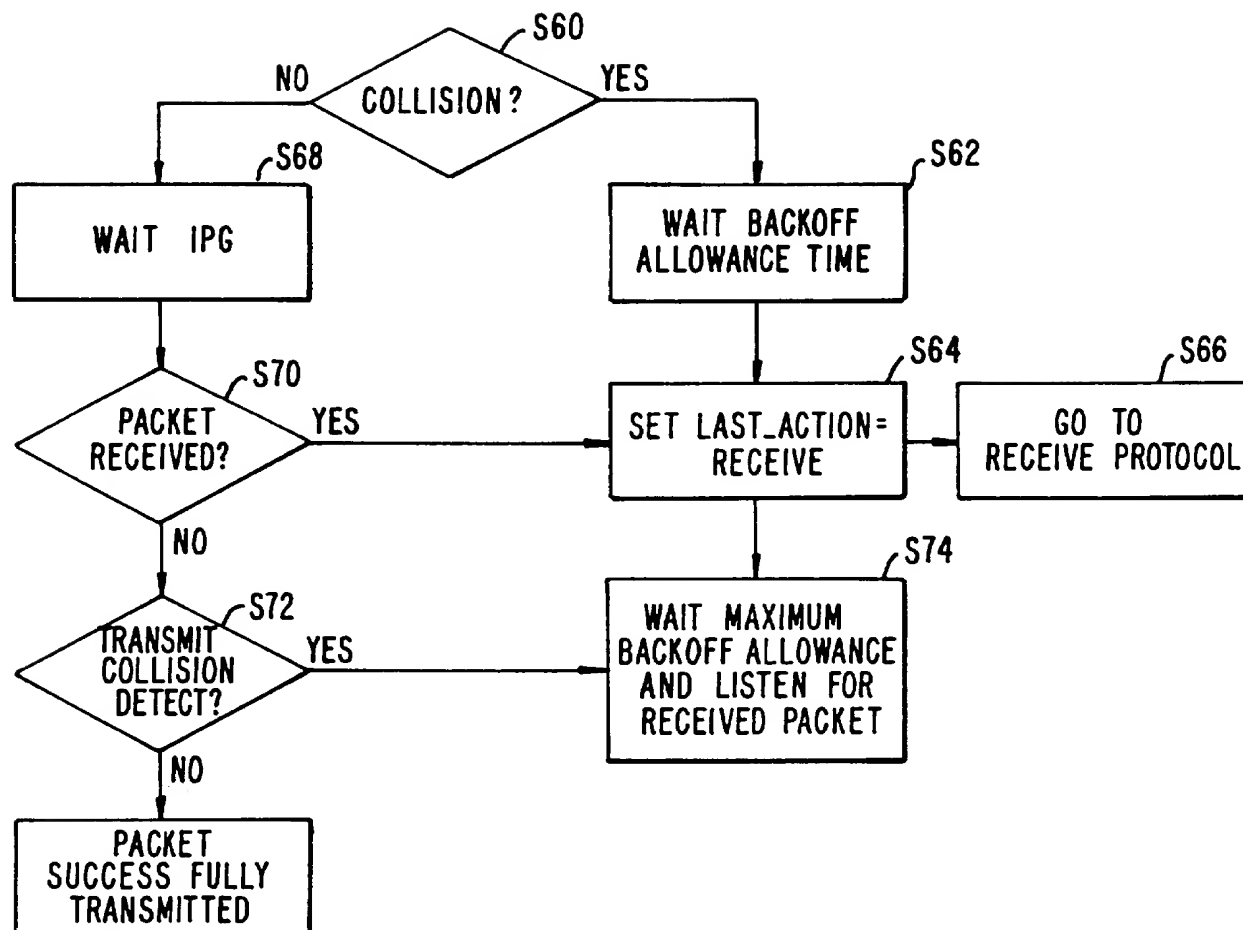 S60
NO
YES
COLLISION?
S68
S62
WAIT IPG
WAIT BACKOFF
ALLOWANCE TIME
S70
S64
S66
PACKET
RECEIVED?
YES
SET LAST_ACTION=
RECEIVE
GO TO
RECEIVE PROTOCOL
NO
S72
S74
TRANSMIT
COLLISION
DETECT?
YES
WAIT MAXIMUM
BACKOFF ALLOWANCE
AND LISTEN FOR
RECEIVED PACKET
NO
PACKET
SUCCESS FULLY
TRANSMITTED